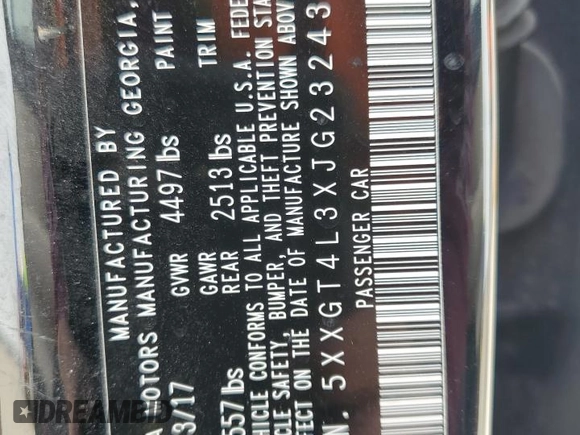 MANUFACTURED BY
MOTORS MANUFACTURING GEORGIA,
3/17 GVWR 4497 lbs PAINT
GAWR
557 lbs REAR 2513 lbs TRIM
HICLE CONFORMS TO ALL APPLICABLE U.S.A. FEDE
CLE SAFETY, BUMPER, AND THEFT PREVENTION STA
FECT ON THE DATE OF MANUFACTURE SHOWN ABOV
N. 5XXGT4L3XJG23243
PASSENGER CAR
DREAMBID